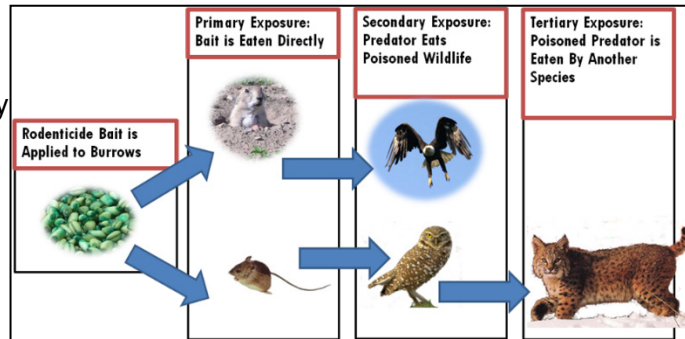 Primary Exposure:
Bait is Eaten Directly
Secondary Exposure:
Predator Eats
Poisoned Wildlife
Tertiary Exposure:
Poisoned Predator is
Eaten By Another
Species
y
Rodenticide Bait is
Applied to Burrows